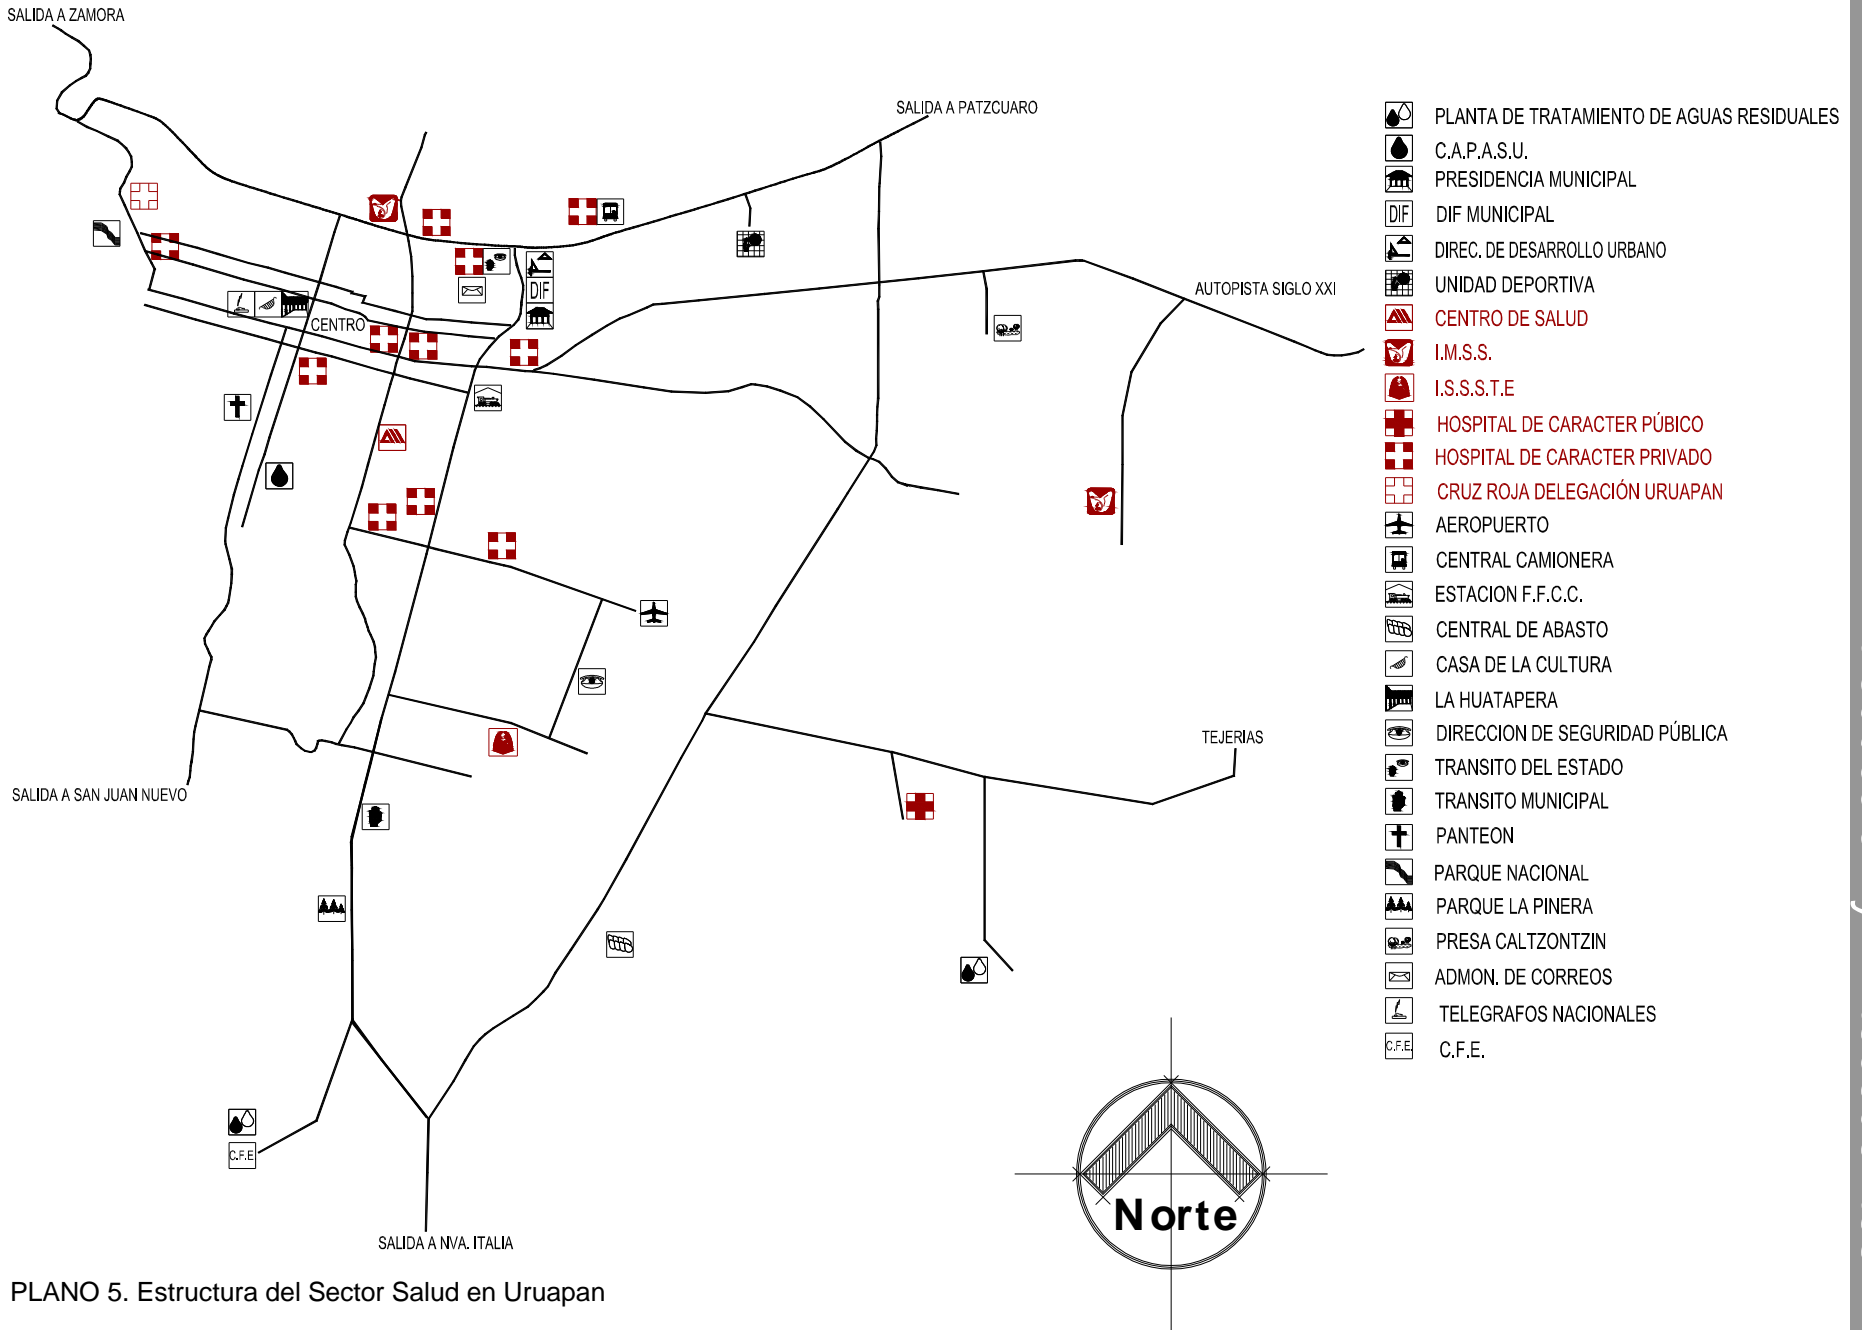 SALIDA A ZAMORA
SALIDA A PATZCUARO
AUTOPISTA SIGLO XXI
DIF
CENTRO
TEJERIAS
SALIDA A SAN JUAN NUEVO
C.F.E
SALIDA A NVA. ITALIA
PLANTA DE TRATAMIENTO DE AGUAS RESIDUALES
C.A.P.A.S.U.
PRESIDENCIA MUNICIPAL
DIF DIF MUNICIPAL
DIREC. DE DESARROLLO URBANO
UNIDAD DEPORTIVA
CENTRO DE SALUD
I.M.S.S.
I.S.S.S.T.E
HOSPITAL DE CARACTER PÚBICO
HOSPITAL DE CARACTER PRIVADO
CRUZ ROJA DELEGACIÓN URUAPAN
AEROPUERTO
CENTRAL CAMIONERA
ESTACION F.F.C.C.
CENTRAL DE ABASTO
CASA DE LA CULTURA
LA HUATAPERA
DIRECCION DE SEGURIDAD PÚBLICA
TRANSITO DEL ESTADO
TRANSITO MUNICIPAL
PANTEON
PARQUE NACIONAL
PARQUE LA PINERA
PRESA CALTZONTZIN
ADMON. DE CORREOS
TELEGRAFOS NACIONALES
C.F.E. C.F.E.
Norte
PLANO 5. Estructura del Sector Salud en Uruapan